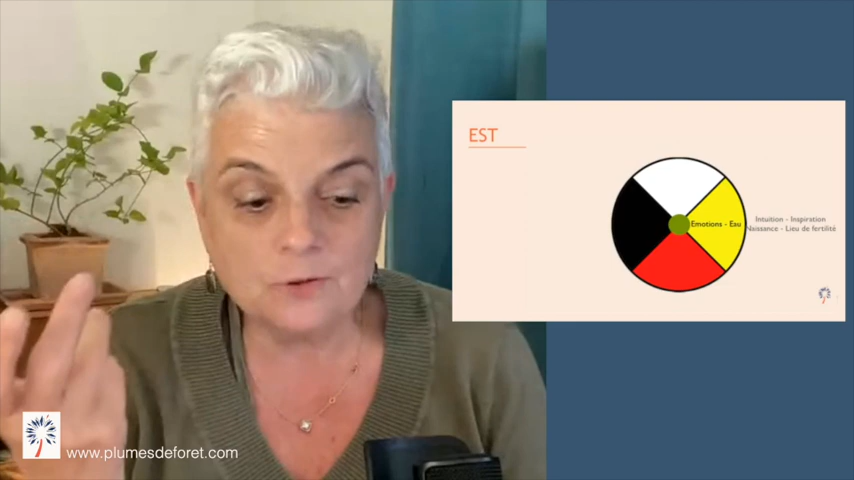 EST
Emotions - Eau
Intuition - Inspiration
Naissance - Lieu de fertilité
www.plumesdeforet.com